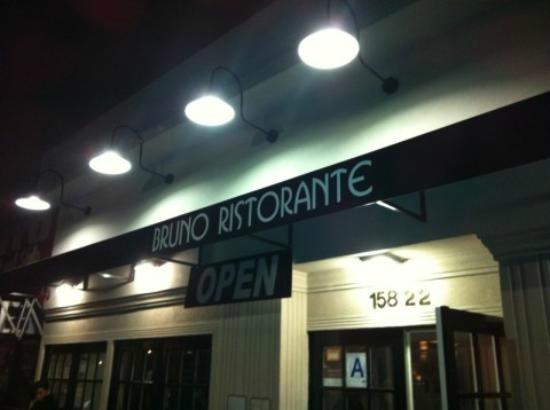 BRUNO RISTORANTE
OPEN
158 22
A